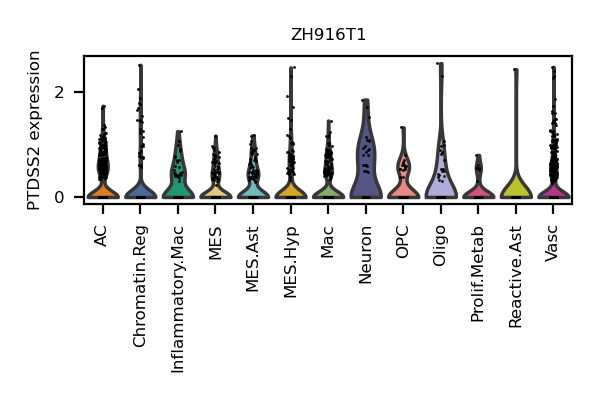 ZH916T1
PTDSS2 expression
2
0
AC
Chromatin.Reg
Inflammatory.Mac
MES
MES.Ast
MES.Hyp
Mac
Neuron
OPC
Oligo
Prolif.Metab
Reactive.Ast
Vasc